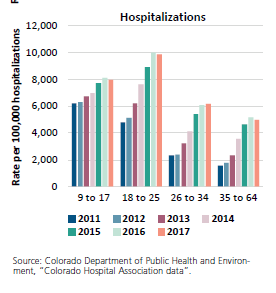 Hospitalizations
Rate per 100,000 hospitalizations
12,000
10,000
8,000
6,000
4,000
2,000
0
9 to 17 18 to 25 26 to 34 35 to 64
2011 2012 2013 2014
2015 2016 2017
Source: Colorado Department of Public Health and Environ-
ment, “Colorado Hospital Association data”.